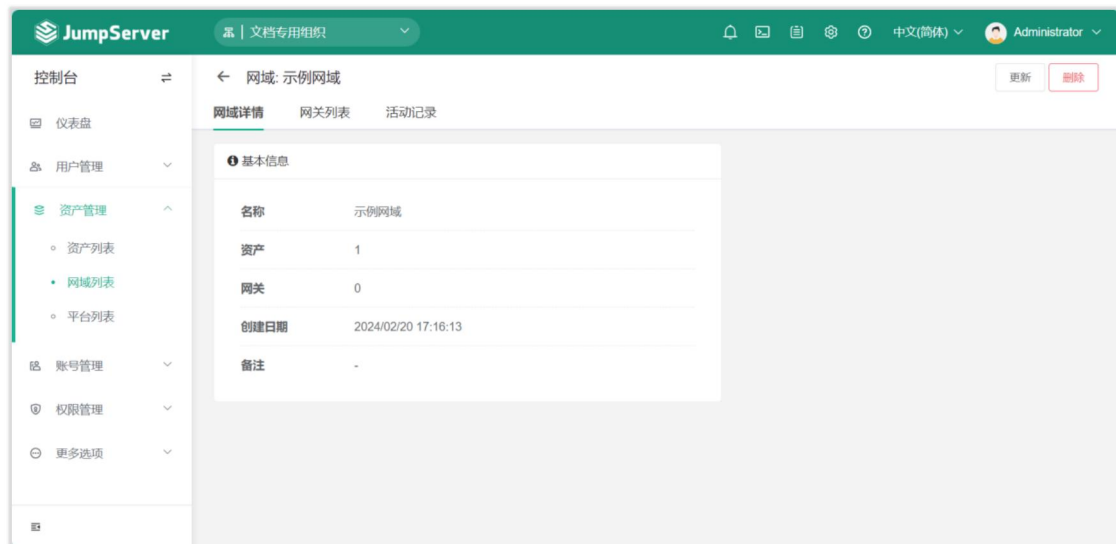 JumpServer
文档专用组织
中文(简体)
Administrator
控制台
网域: 示例网域
更新
删除
网域详情
网关列表
活动记录
仪表盘
用户管理
资产管理
资产列表
网域列表
平台列表
账号管理
权限管理
更多选项
基本信息
名称 示例网域
资产 1
网关 0
创建日期 2024/02/20 17:16:13
备注 -